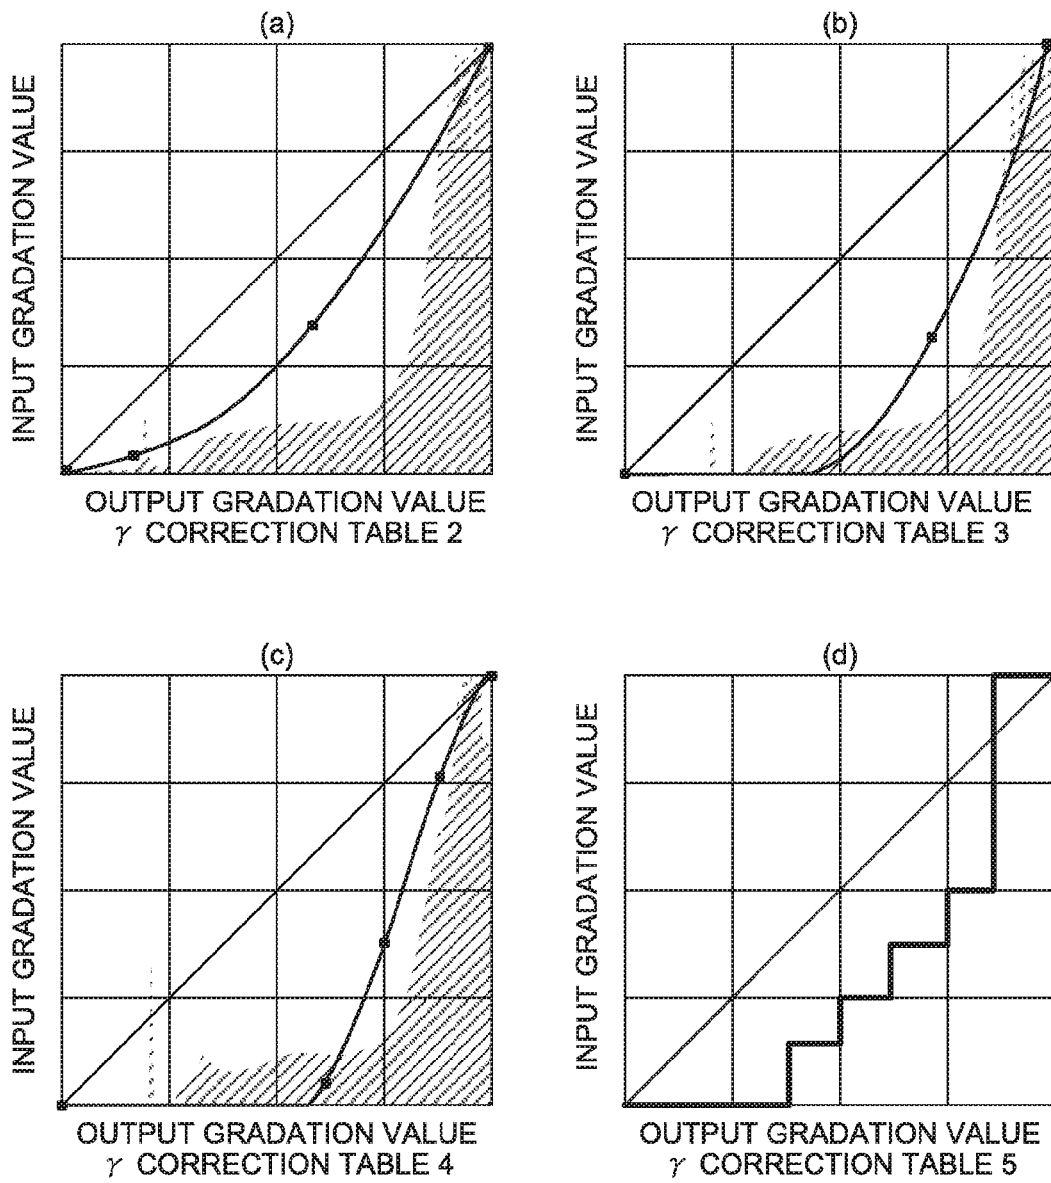 (a)
INPUT GRADATION VALUE
OUTPUT GRADATION VALUE
γ CORRECTION TABLE 2
(b)
INPUT GRADATION VALUE
OUTPUT GRADATION VALUE
γ CORRECTION TABLE 3
(c)
INPUT GRADATION VALUE
OUTPUT GRADATION VALUE
γ CORRECTION TABLE 4
(d)
INPUT GRADATION VALUE
OUTPUT GRADATION VALUE
γ CORRECTION TABLE 5